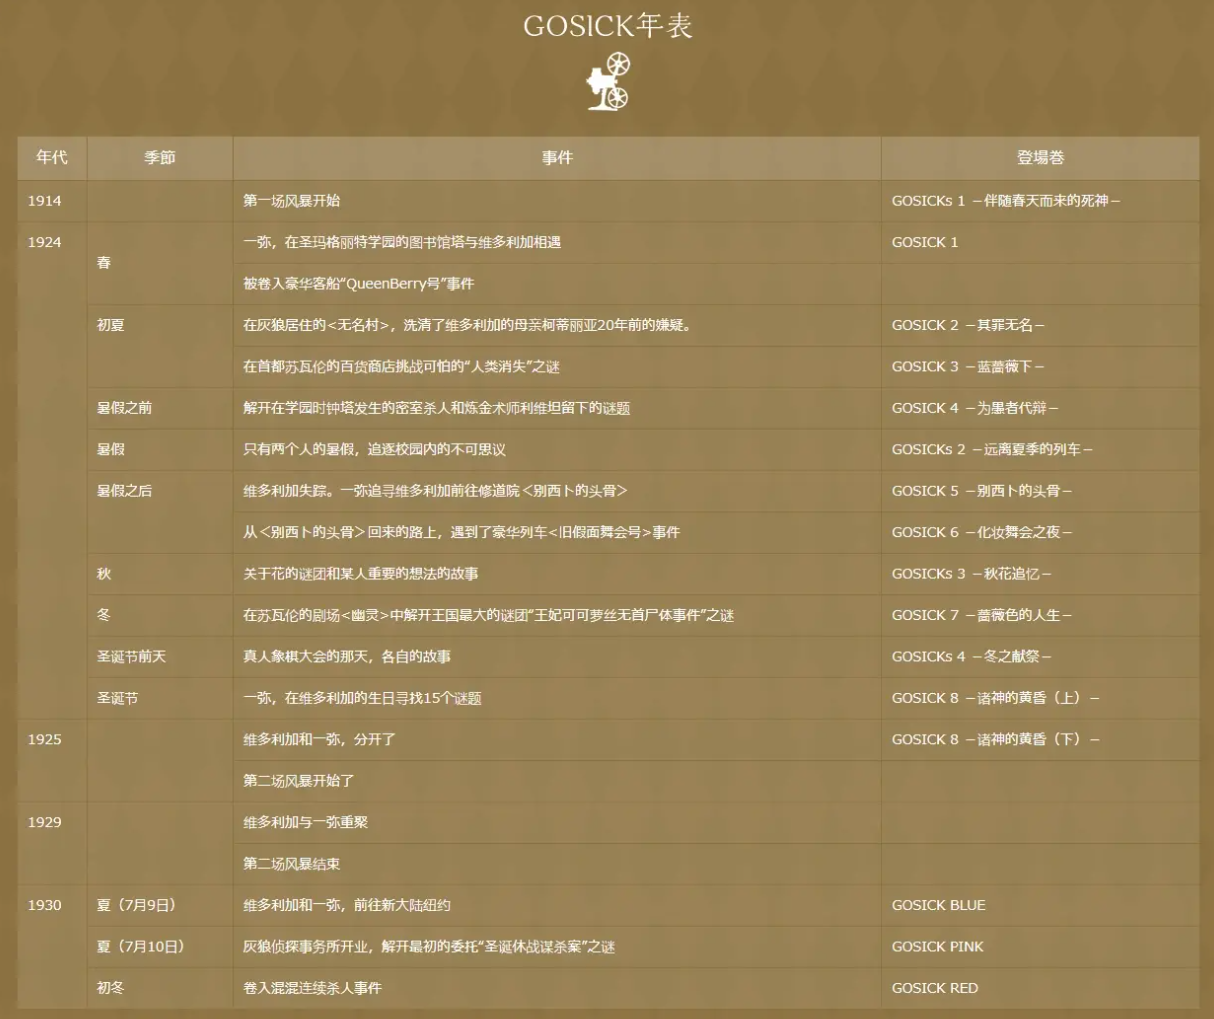 GOSICK年表
年代 季節 事件 登場巻
1914 第一场风暴开始 GOSICKs 1 －伴随春天而来的死神－
1924 春 一弥，在圣玛格丽特学园的图书馆塔与维多利加相遇 GOSICK 1
被卷入豪华客船“QueenBerry号”事件
初夏 在灰狼居住的<无名村>，洗清了维多利加的母亲柯蒂丽亚20年前的嫌疑。 GOSICK 2 －其罪无名－
在首都苏瓦伦的百货商店挑战可怕的“人类消失”之谜 GOSICK 3 －蓝蔷薇下－
暑假之前 解开在学园时钟塔发生的密室杀人和炼金术师利维坦留下的谜题 GOSICK 4 －为愚者代辩－
暑假 只有两个人的暑假，追逐校园内的不可思议 GOSICKs 2 －远离夏季的列车－
暑假之后 维多利加失踪。一弥追寻维多利加前往修道院＜别西卜的头骨＞ GOSICK 5 －别西卜的头骨－
从＜别西卜的头骨＞回来的路上，遇到了豪华列车<旧假面舞会号>事件 GOSICK 6 －化妆舞会之夜－
秋 关于花的谜团和某人重要的想法的故事 GOSICKs 3 －秋花追忆－
冬 在苏瓦伦的剧场<幽灵>中解开王国最大的谜团“王妃可可萝丝无首尸体事件”之谜 GOSICK 7 －蔷薇色的人生－
圣诞节前天 真人象棋大会的那天，各自的故事 GOSICKs 4 －冬之献祭－
圣诞节 一弥，在维多利加的生日寻找15个谜题 GOSICK 8 －诸神的黄昏（上）－
1925 维多利加和一弥，分开了 GOSICK 8 －诸神的黄昏（下）－
第二场风暴开始了
1929 维多利加与一弥重聚
第二场风暴结束
1930 夏（7月9日） 维多利加和一弥，前往新大陆纽约 GOSICK BLUE
夏（7月10日） 灰狼侦探事务所开业，解开最初的委托“圣诞休战谋杀案”之谜 GOSICK PINK
初冬 卷入混混连续杀人事件 GOSICK RED